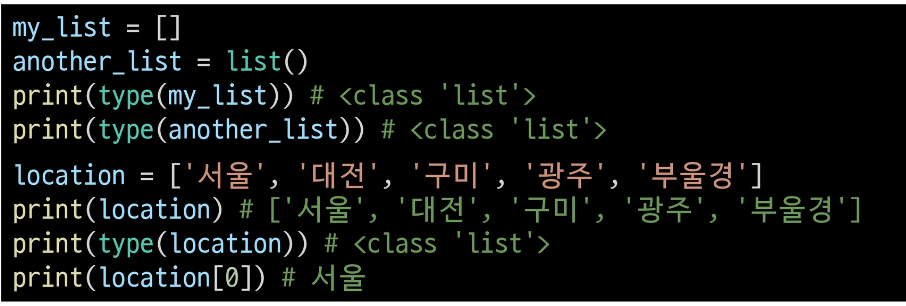 my_list = []
another_list = list()
print(type(my_list)) # <class 'list'>
print(type(another_list)) # <class 'list'>
location = ['서울', '대전', '구미', '광주', '부울경']
print(location) # ['서울', '대전', '구미', '광주', '부울경']
print(type(location)) # <class 'list'>
print(location[0]) # 서울